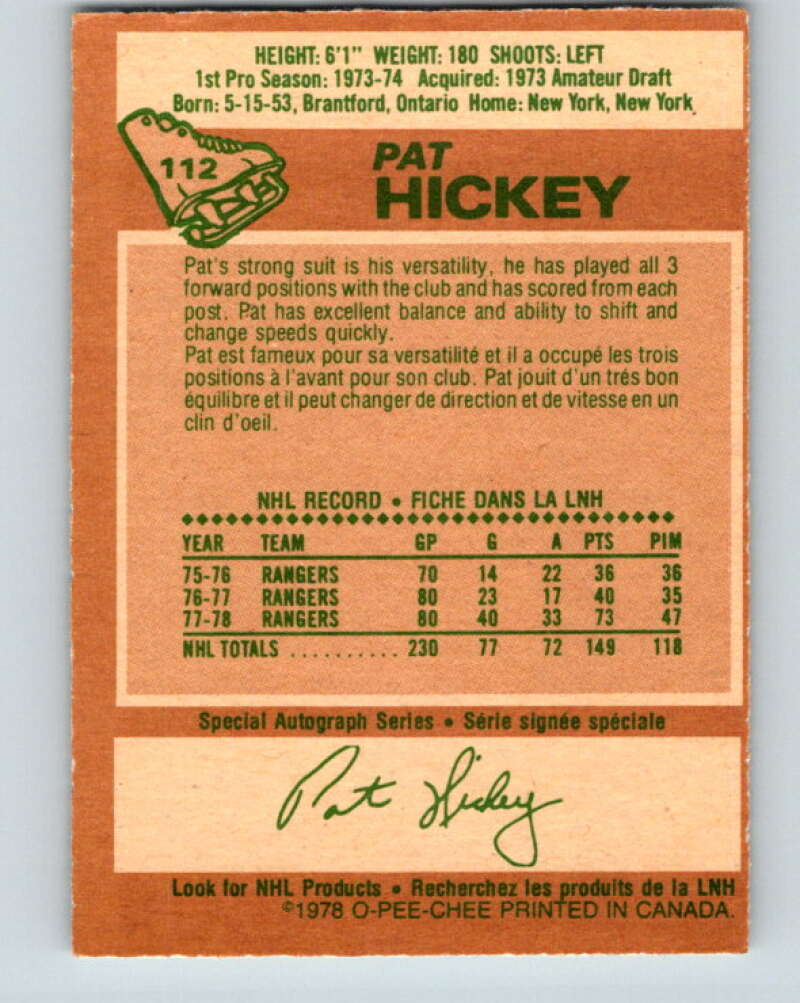 HEIGHT: 6'1" WEIGHT: 180 SHOOTS: LEFT
1st Pro Season: 1973-74 Acquired: 1973 Amateur Draft
Born: 5-15-53, Brantford, Ontario Home: New York, New York
112
PAT
HICKEY
Pat's strong suit is his versatility, he has played all 3
forward positions with the club and has scored from each
post. Pat has excellent balance and ability to shift and
change speeds quickly.
Pat est fameux pour sa versatilité et il a occupé les trois
positions à l'avant pour son club. Pat jouit d'un trés bon
équilibre et il peut changer de direction et de vitesse en un
clin d'oeil.
NHL RECORD • FICHE DANS LA LNH
YEAR TEAM GP G A PTS PIM
75-76 RANGERS 70 14 22 36 36
76-77 RANGERS 80 23 17 40 35
77-78 RANGERS 80 40 33 73 47
NHL TOTALS .......... 230 77 72 149 118
Special Autograph Series • Série signée spéciale
Pat Hickey
Look for NHL Products • Recherchez les produits de la LNH
©1978 O-PEE-CHEE PRINTED IN CANADA.